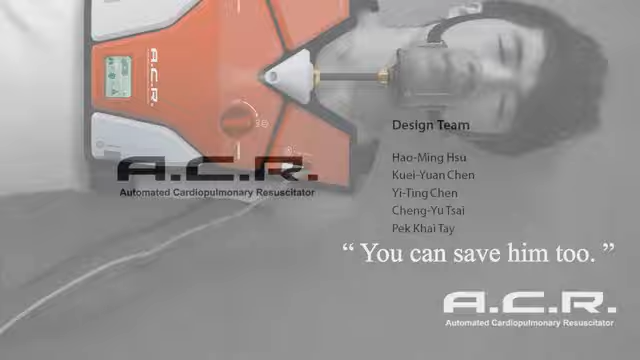 A.C.R.
A.C.R.
Automated Cardiopulmonary Resuscitator
Design Team
Hao-Ming Hsu
Kuei-Yuan Chen
Yi-Ting Chen
Cheng-Yu Tsai
Pek Khai Tay
“ You can save him too. ”
A.C.R.
Automated Cardiopulmonary Resuscitator